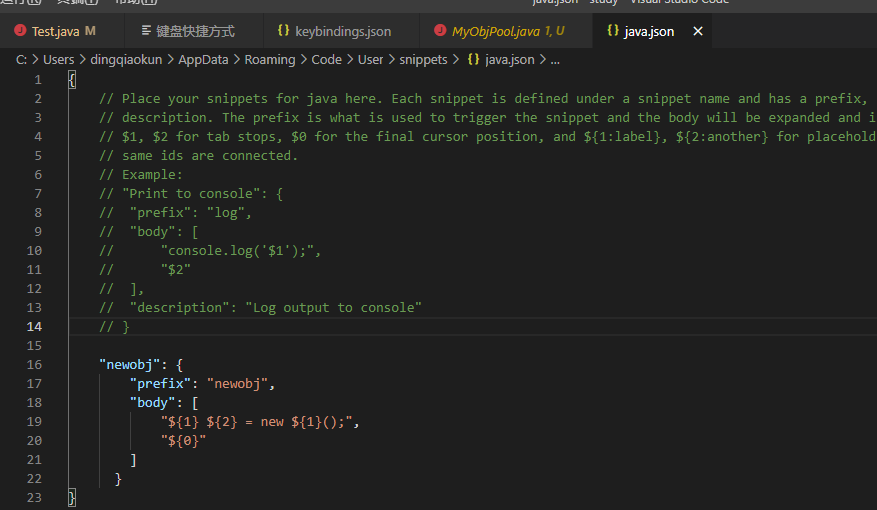 java.json - study - Visual Studio Code
Test.java M 键盘快捷方式 {} keybindings.json MyObjPool.java 1, U {} java.json ×
C: > Users > dingqiaokun > AppData > Roaming > Code > User > snippets > {} java.json > ...
1 {
2 // Place your snippets for java here. Each snippet is defined under a snippet name and has a prefix,
3 // description. The prefix is what is used to trigger the snippet and the body will be expanded and i
4 // $1, $2 for tab stops, $0 for the final cursor position, and ${1:label}, ${2:another} for placehold
5 // same ids are connected.
6 // Example:
7 // "Print to console": {
8 //  "prefix": "log",
9 //  "body": [
10 //      "console.log('$1');",
11 //      "$2"
12 //  ],
13 //  "description": "Log output to console"
14 // }
15
16 "newobj": {
17 "prefix": "newobj",
18 "body": [
19 "${1} ${2} = new ${1}();",
20 "${0}"
21 ]
22 }
23 }